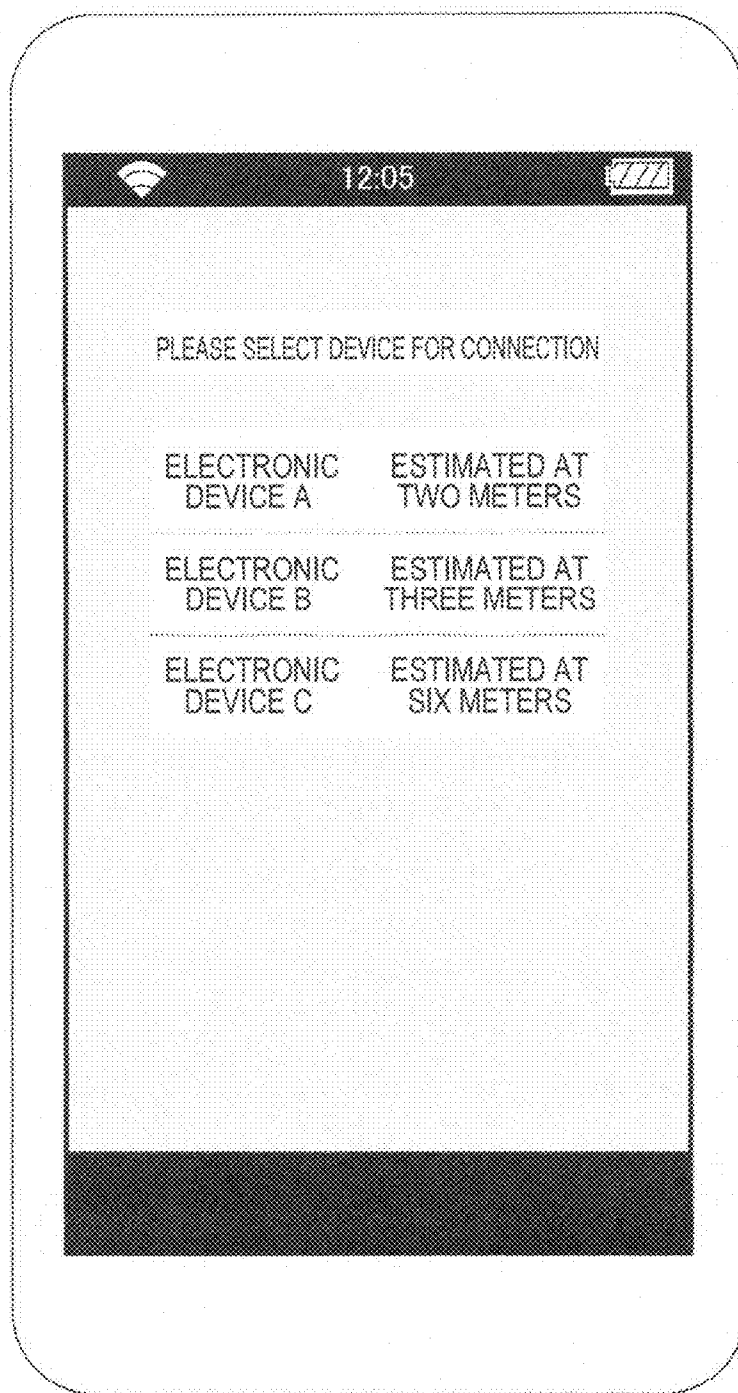 12:05
PLEASE SELECT DEVICE FOR CONNECTION
ELECTRONIC DEVICE A
ESTIMATED AT TWO METERS
ELECTRONIC DEVICE B
ESTIMATED AT THREE METERS
ELECTRONIC DEVICE C
ESTIMATED AT SIX METERS